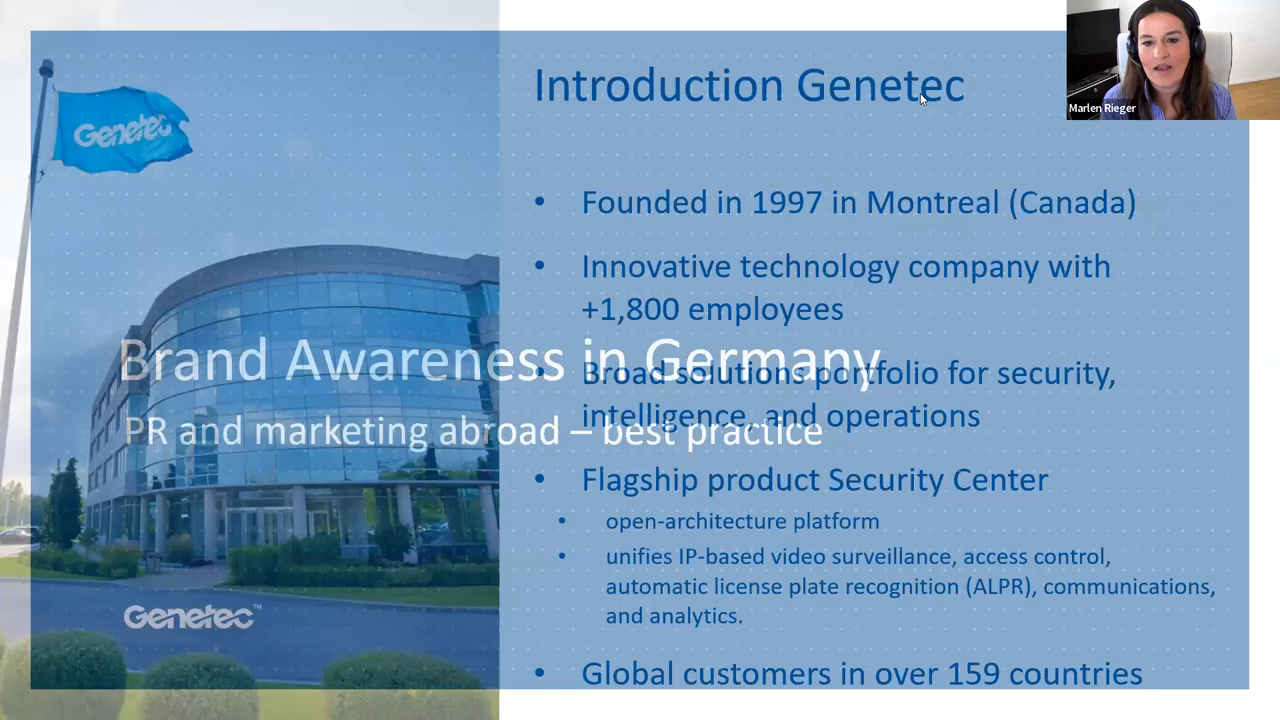 Introduction Genetec
Marlen Rieger
Genetec
• Founded in 1997 in Montreal (Canada)
• Innovative technology company with
+1,800 employees
Brand Awareness in Germany
• Broad solutions portfolio for security,
intelligence, and operations
PR and marketing abroad – best practice
• Flagship product Security Center
• open-architecture platform
• unifies IP-based video surveillance, access control,
automatic license plate recognition (ALPR), communications,
and analytics.
Genetec™
• Global customers in over 159 countries